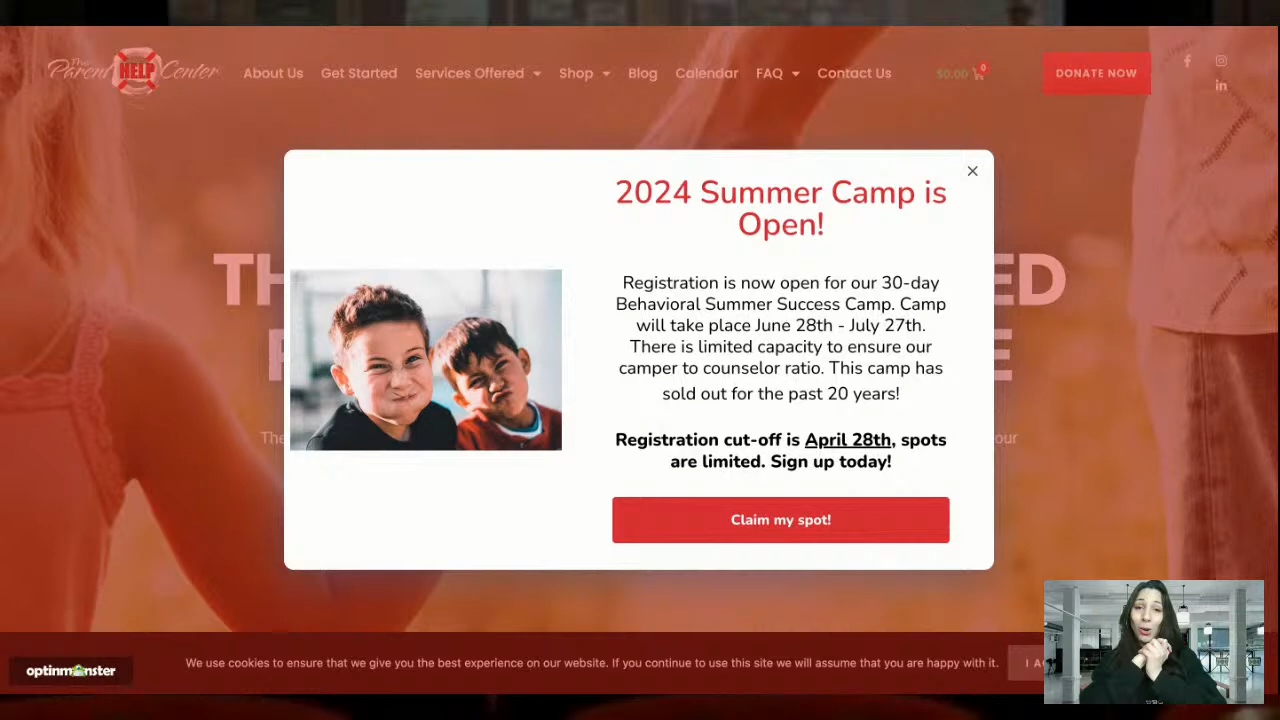 The Parent HELP Center
About Us
Get Started
Services Offered
Shop
Blog
Calendar
FAQ
Contact Us
$0.00
0
DONATE NOW
2024 Summer Camp is
Open!
Registration is now open for our 30-day
Behavioral Summer Success Camp. Camp
will take place June 28th - July 27th.
There is limited capacity to ensure our
camper to counselor ratio. This camp has
sold out for the past 20 years!
Registration cut-off is April 28th, spots
are limited. Sign up today!
Claim my spot!
We use cookies to ensure that we give you the best experience on our website. If you continue to use this site we will assume that you are happy with it.
optinmonster